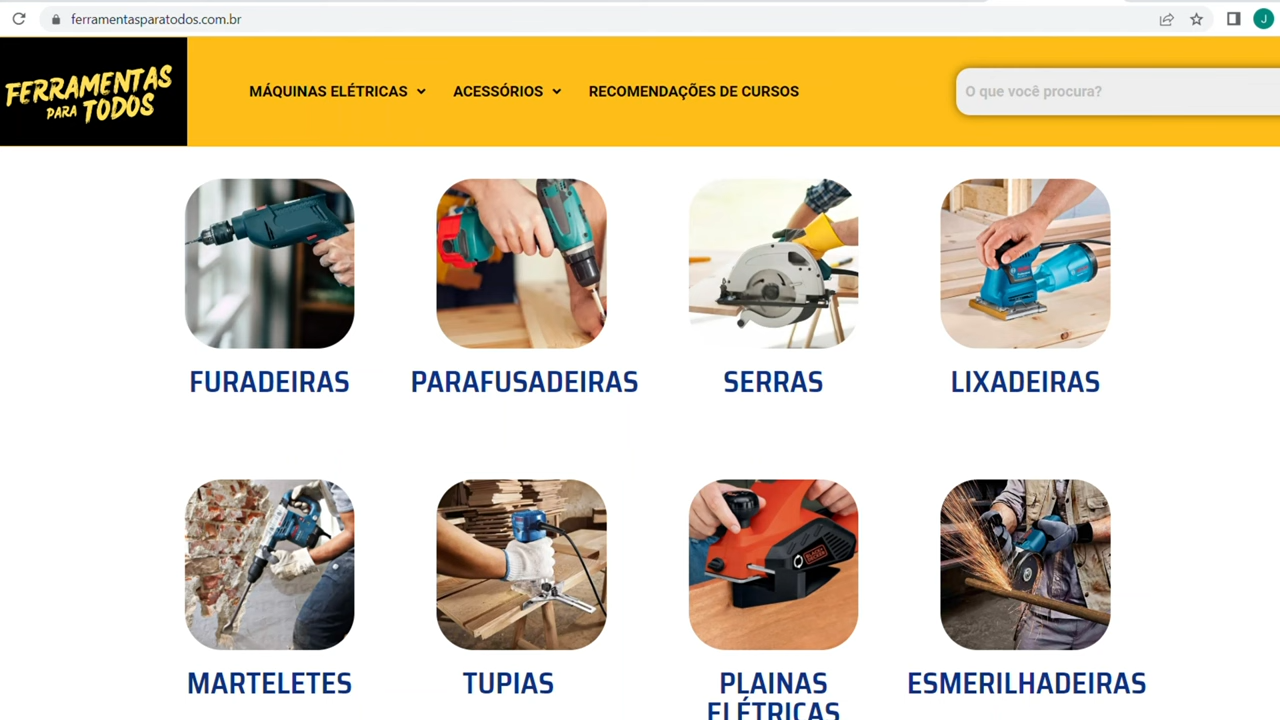 ferramentasparatodos.com.br
J
FERRAMENTAS
PARA TODOS
MÁQUINAS ELÉTRICAS
ACESSÓRIOS
RECOMENDAÇÕES DE CURSOS
O que você procura?
FURADEIRAS
PARAFUSADEIRAS
SERRAS
LIXADEIRAS
MARTELETES
TUPIAS
PLAINAS
ELÉTRICAS
ESMERILHADEIRAS